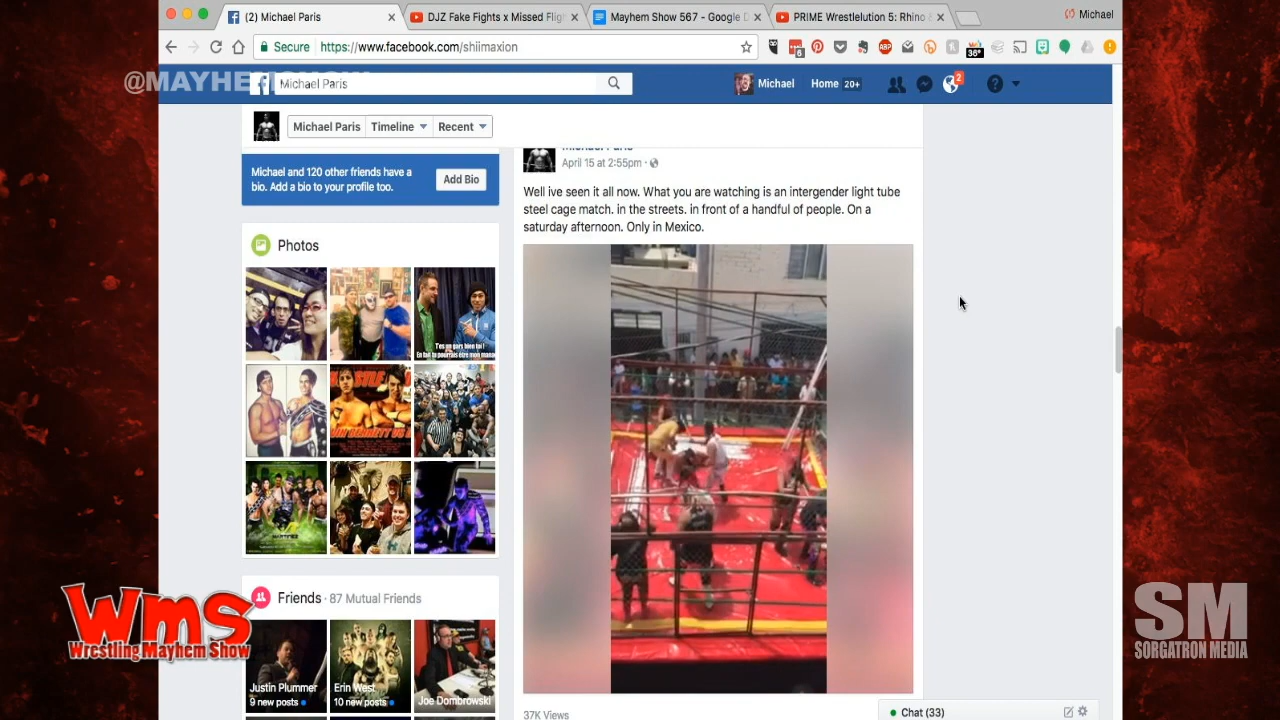 (2) Michael Paris
DJZ Fake Fights x Missed Flig
Mayhem Show 567 - Google D
PRIME Wrestlelution 5: Rhino &
Michael
Secure
https://www.facebook.com/shiimaxion
6
36°
@MAYHEMSHOW
Michael Paris
Michael
Home 20+
2
Michael Paris
Timeline
Recent
Michael and 120 other friends have a
bio. Add a bio to your profile too.
Add Bio
April 15 at 2:55pm
Well ive seen it all now. What you are watching is an intergender light tube
steel cage match. in the streets. in front of a handful of people. On a
saturday afternoon. Only in Mexico.
Photos
Friends · 87 Mutual Friends
Justin Plummer
9 new posts
Erin West
10 new posts
Joe Dombrowski
37K Views
Chat (33)
Wms
Wrestling Mayhem Show
SM
SORGATRON MEDIA